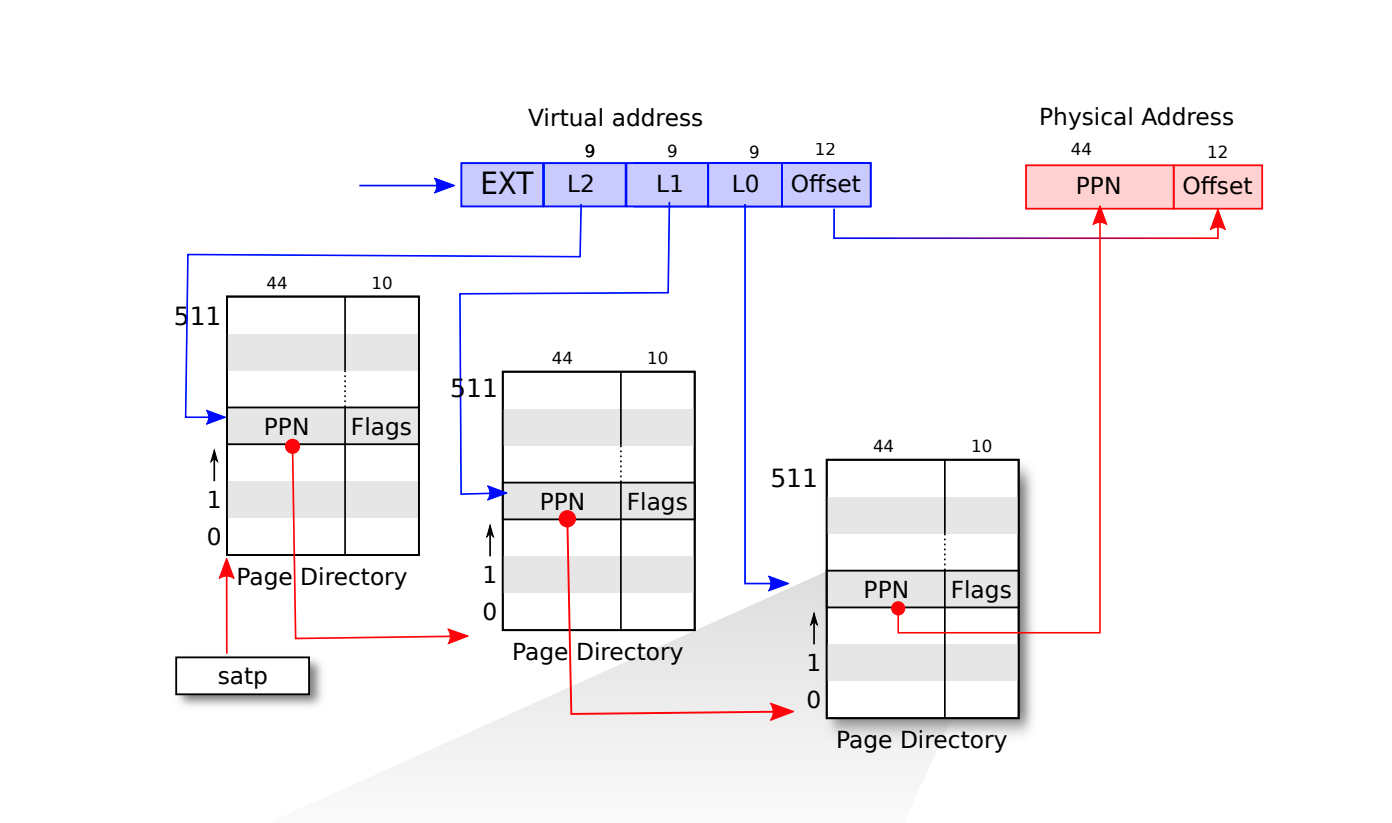 Virtual address
Physical Address
9 9 9 12
44 12
EXT L2 L1 L0 Offset
PPN Offset
44 10
511
PPN Flags
1
0
Page Directory
satp
44 10
511
PPN Flags
1
0
Page Directory
44 10
511
PPN Flags
1
0
Page Directory